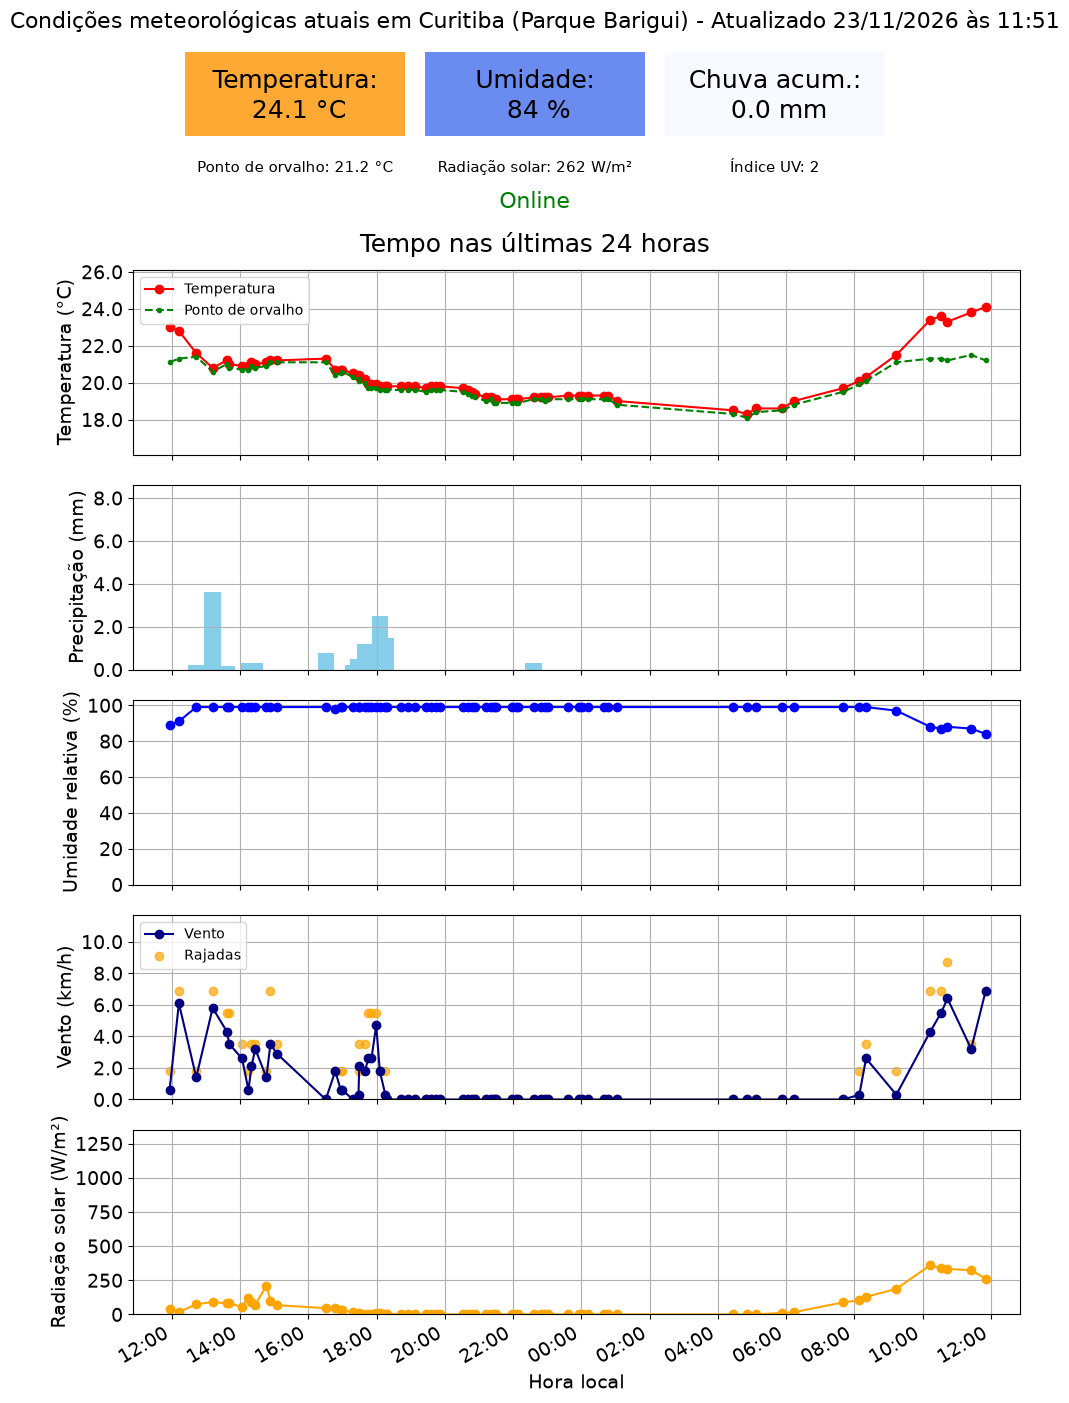 Condições meteorológicas atuais em Curitiba (Parque Barigui) - Atualizado 23/11/2026 às 11:51
Temperatura:
24.1 °C
Umidade:
84 %
Chuva acum.:
0.0 mm
Ponto de orvalho: 21.2 °C
Radiação solar: 262 W/m²
Índice UV: 2
Online
Tempo nas últimas 24 horas
Temperatura (°C)
26.0
24.0
22.0
20.0
18.0
Temperatura
Ponto de orvalho
Precipitação (mm)
8.0
6.0
4.0
2.0
0.0
Umidade relativa (%)
100
80
60
40
20
0
Vento (km/h)
10.0
8.0
6.0
4.0
2.0
0.0
Vento
Rajadas
Radiação solar (W/m²)
1250
1000
750
500
250
0
12:00
14:00
16:00
18:00
20:00
22:00
00:00
02:00
04:00
06:00
08:00
10:00
12:00
Hora local